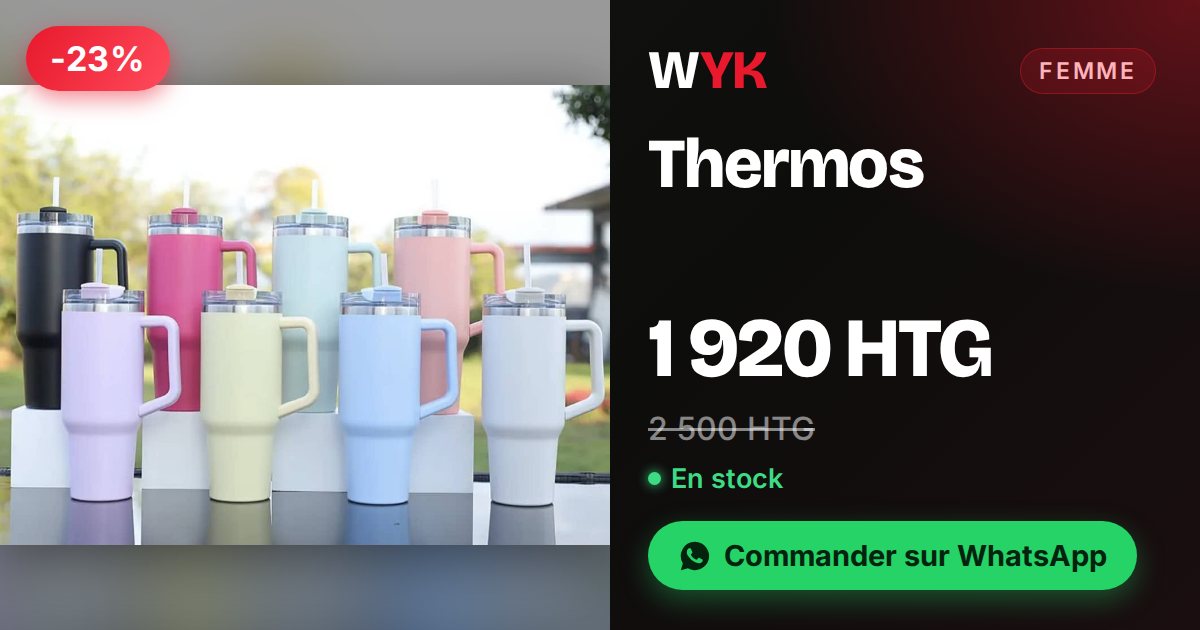 -23%
WYK
FEMME
Thermos
1 920 HTG
2 500 HTG
En stock
Commander sur WhatsApp